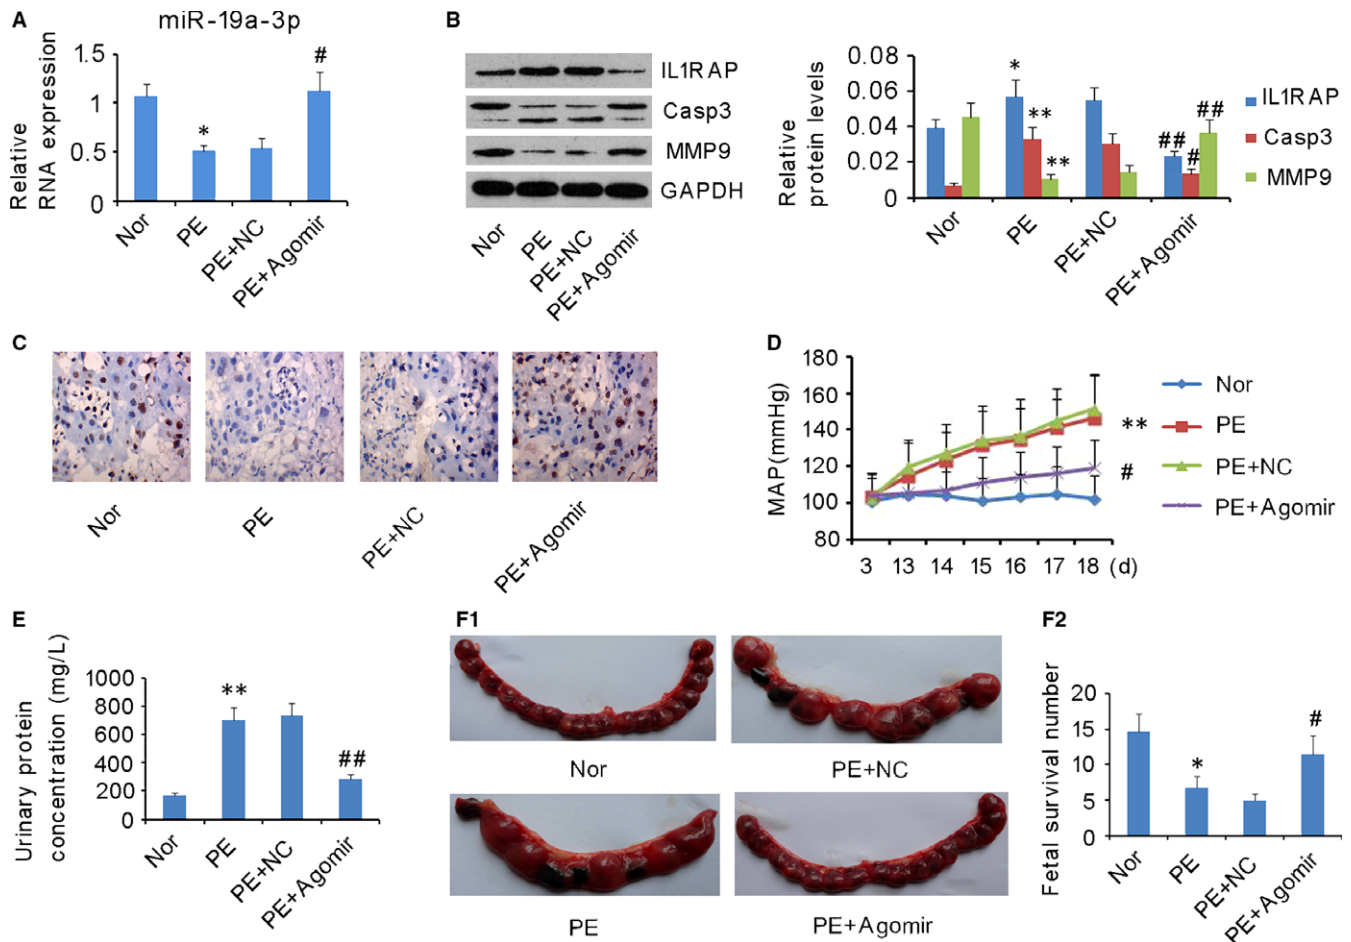 A
miR-19a-3p
Relative
RNA expression
1.5
1
0.5
0
*
#
Nor
PE
PE+NC
PE+Agomir
B
IL1RAP
Casp3
MMP9
GAPDH
Nor
PE
PE+NC
PE+Agomir
Relative
protein levels
0.08
0.06
0.04
0.02
0
*
**
**
##
#
##
Nor
PE
PE+NC
PE+Agomir
IL1RAP
Casp3
MMP9
C
Nor
PE
PE+NC
PE+Agomir
D
MAP(mmHg)
180
160
140
120
100
80
3 13 14 15 16 17 18 (d)
**
#
Nor
PE
PE+NC
PE+Agomir
E
Urinary protein
concentration (mg/L)
1000
800
600
400
200
0
**
##
Nor
PE
PE+NC
PE+Agomir
F1
Nor
PE+NC
PE
PE+Agomir
F2
Fetal survival number
20
15
10
5
0
*
#
Nor
PE
PE+NC
PE+Agomir